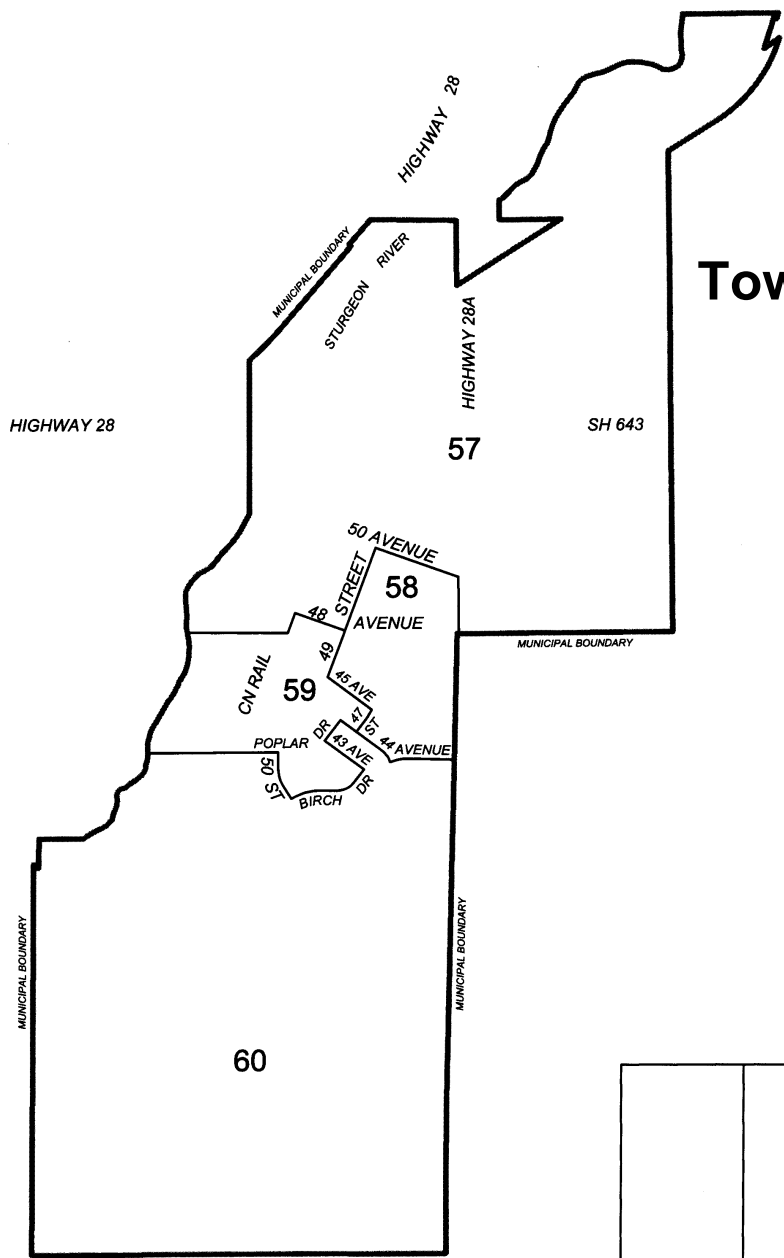 HIGHWAY 28
MUNICIPAL BOUNDARY
STURGEON RIVER
HIGHWAY 28A
HIGHWAY 28
SH 643
57
50 AVENUE
STREET
58
48
AVENUE
49
MUNICIPAL BOUNDARY
CN RAIL
59
45 AVE
47 ST
POPLAR
DR
43 AVE
44 AVENUE
50 ST
BIRCH
DR
MUNICIPAL BOUNDARY
MUNICIPAL BOUNDARY
60